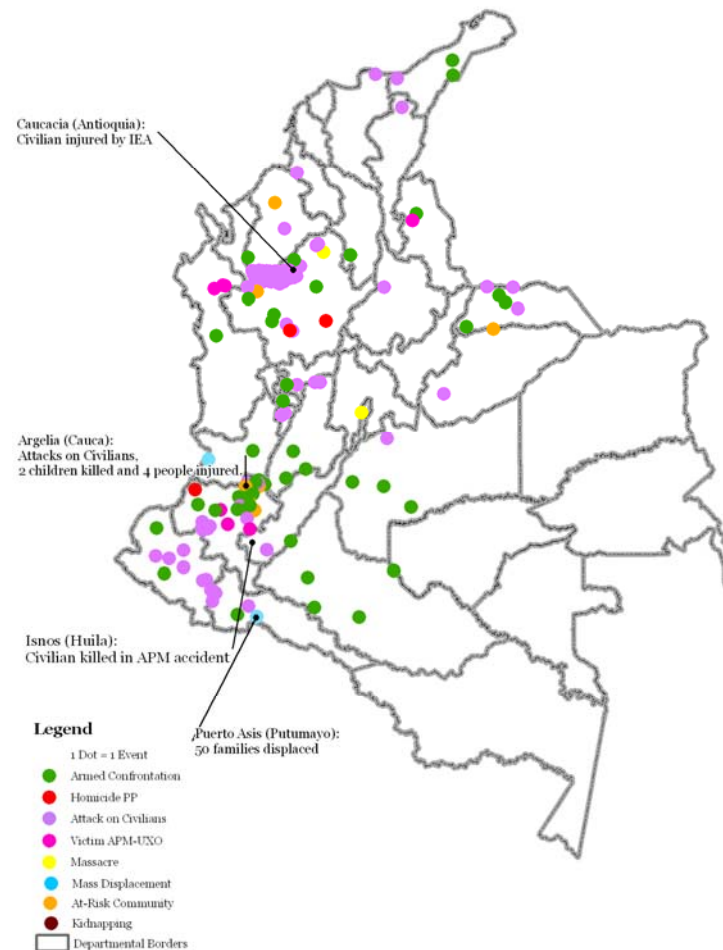 Caucacia (Antioquia):
Civilian injured by IEA
Argelia (Cauca):
Attacks on Civilians,
2 children killed and 4 people injured.
Isnos (Huila):
Civilian killed in APM accident
Puerto Asis (Putumayo):
50 families displaced
Legend
1 Dot = 1 Event
Armed Confrontation
Homicide PP
Attack on Civilians
Victim APM-UXO
Massacre
Mass Displacement
At-Risk Community
Kidnapping
Departmental Borders